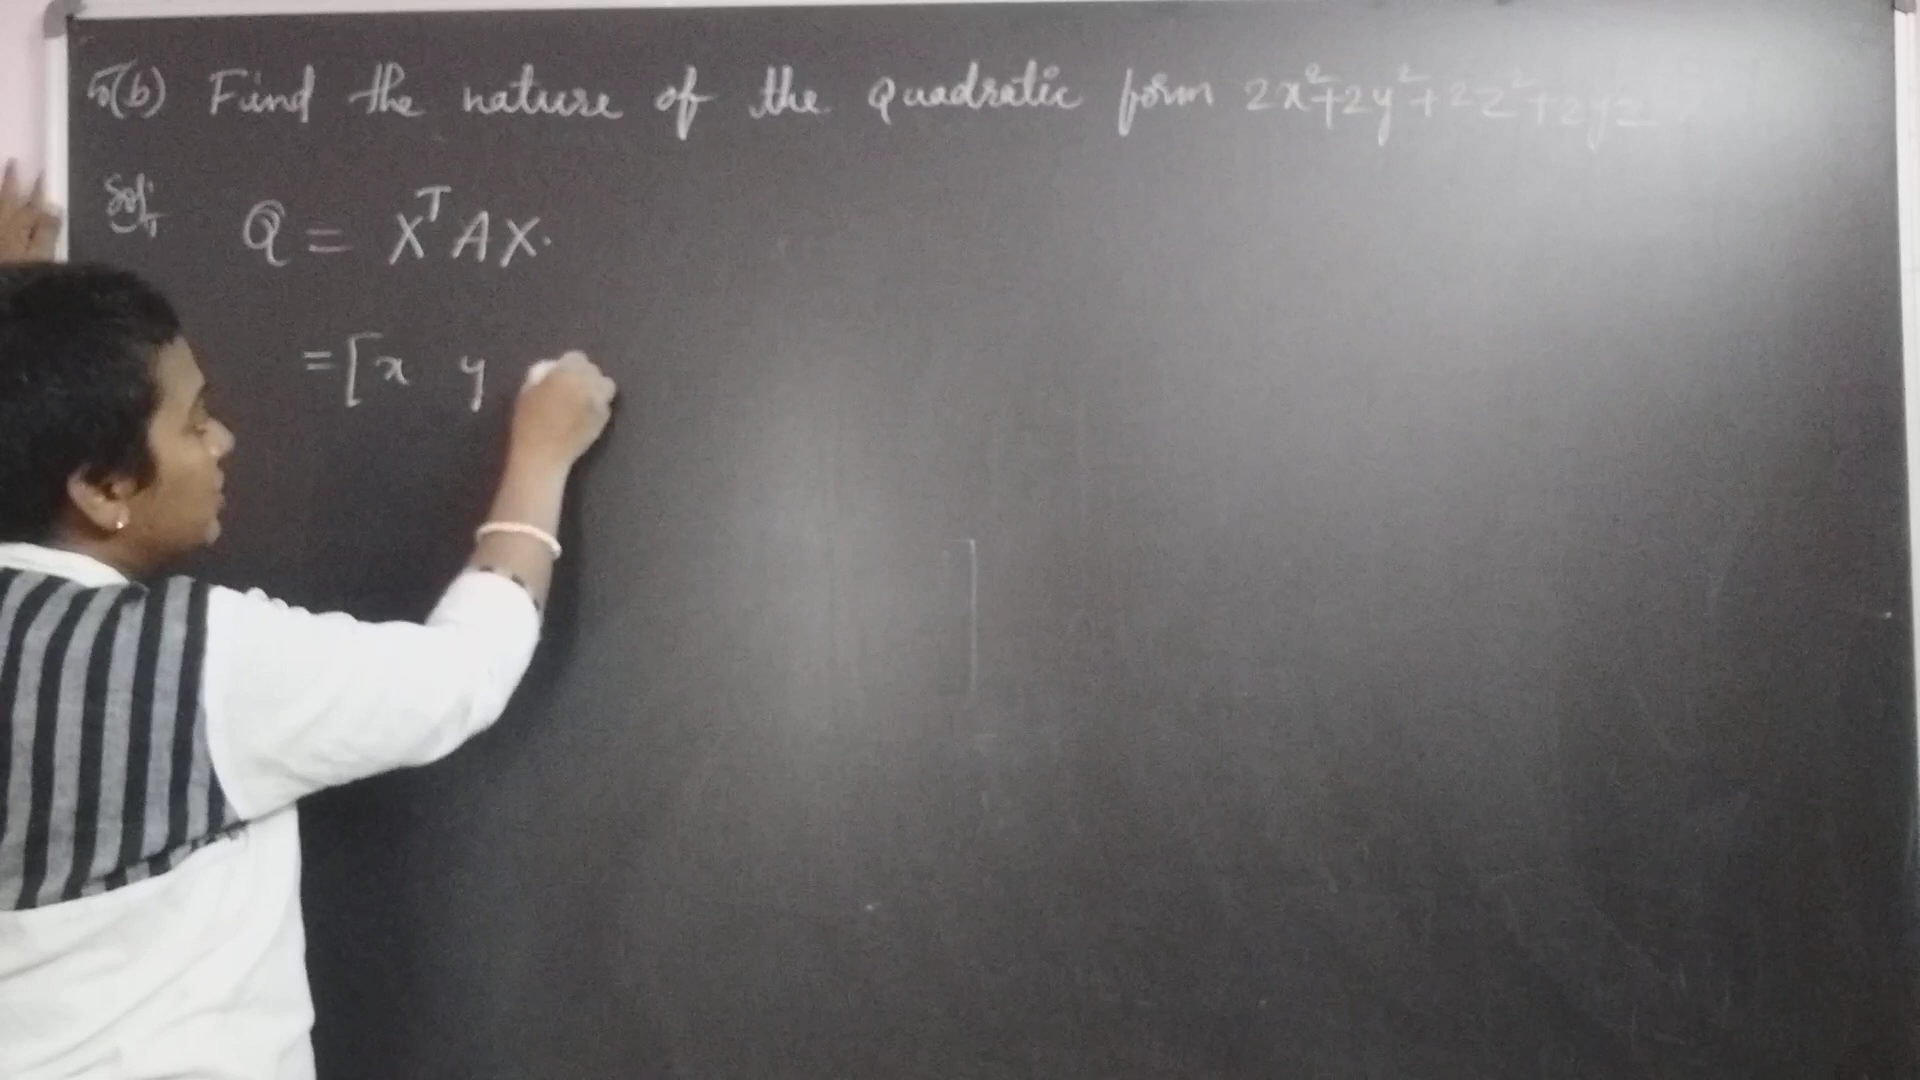 5(b) Find the nature of the Quadratic form 2x²+2y²+2z²+2yz.
Sol:
Q = XᵀAX.
= [x y